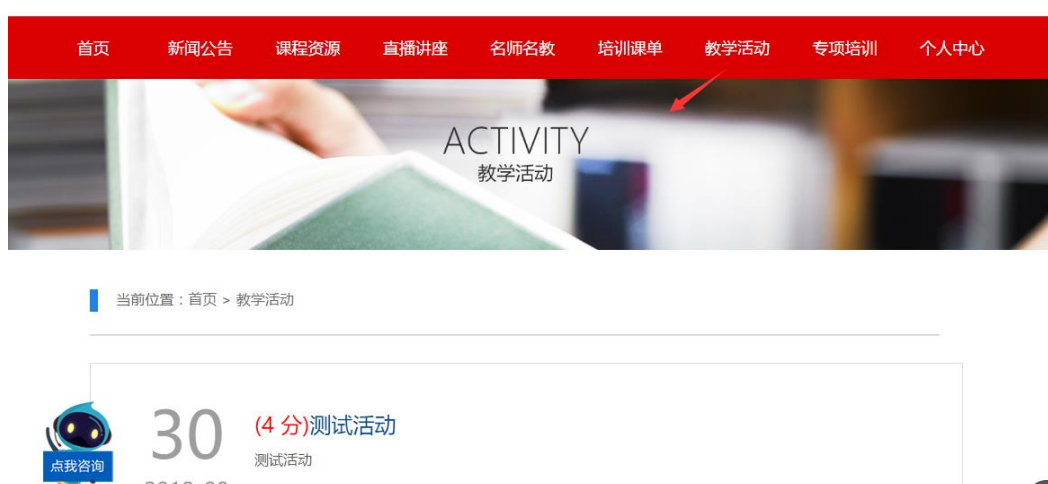 首页 新闻公告 课程资源 直播讲座 名师名教 培训课单 教学活动 专项培训 个人中心
ACTIVITY
教学活动
当前位置：首页 > 教学活动
30
(4 分)测试活动
测试活动
点我咨询